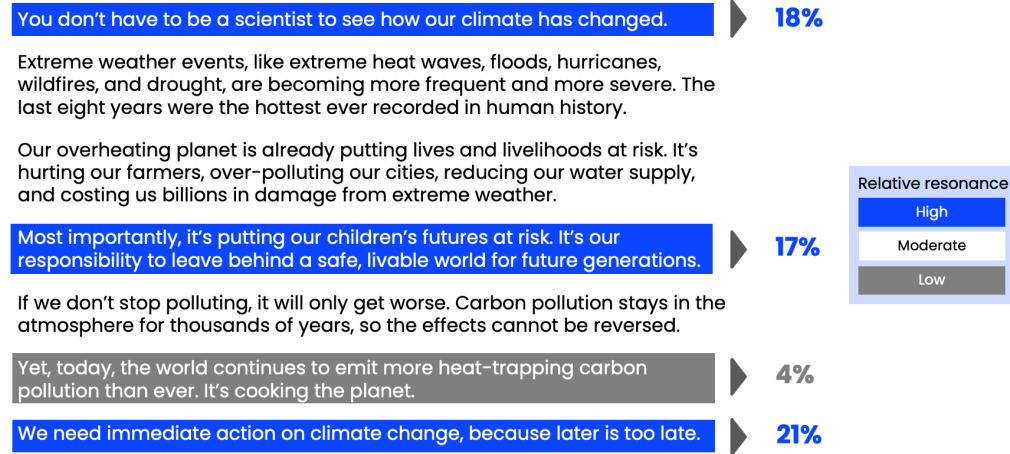 You don't have to be a scientist to see how our climate has changed. 18%
Extreme weather events, like extreme heat waves, floods, hurricanes,
wildfires, and drought, are becoming more frequent and more severe. The
last eight years were the hottest ever recorded in human history.
Our overheating planet is already putting lives and livelihoods at risk. It's
hurting our farmers, over-polluting our cities, reducing our water supply,
and costing us billions in damage from extreme weather.
Most importantly, it's putting our children's futures at risk. It's our
responsibility to leave behind a safe, livable world for future generations.
17%
If we don't stop polluting, it will only get worse. Carbon pollution stays in the
atmosphere for thousands of years, so the effects cannot be reversed.
Yet, today, the world continues to emit more heat-trapping carbon
pollution than ever. It's cooking the planet.
4%
We need immediate action on climate change, because later is too late. 21%
Relative resonance
High
Moderate
Low